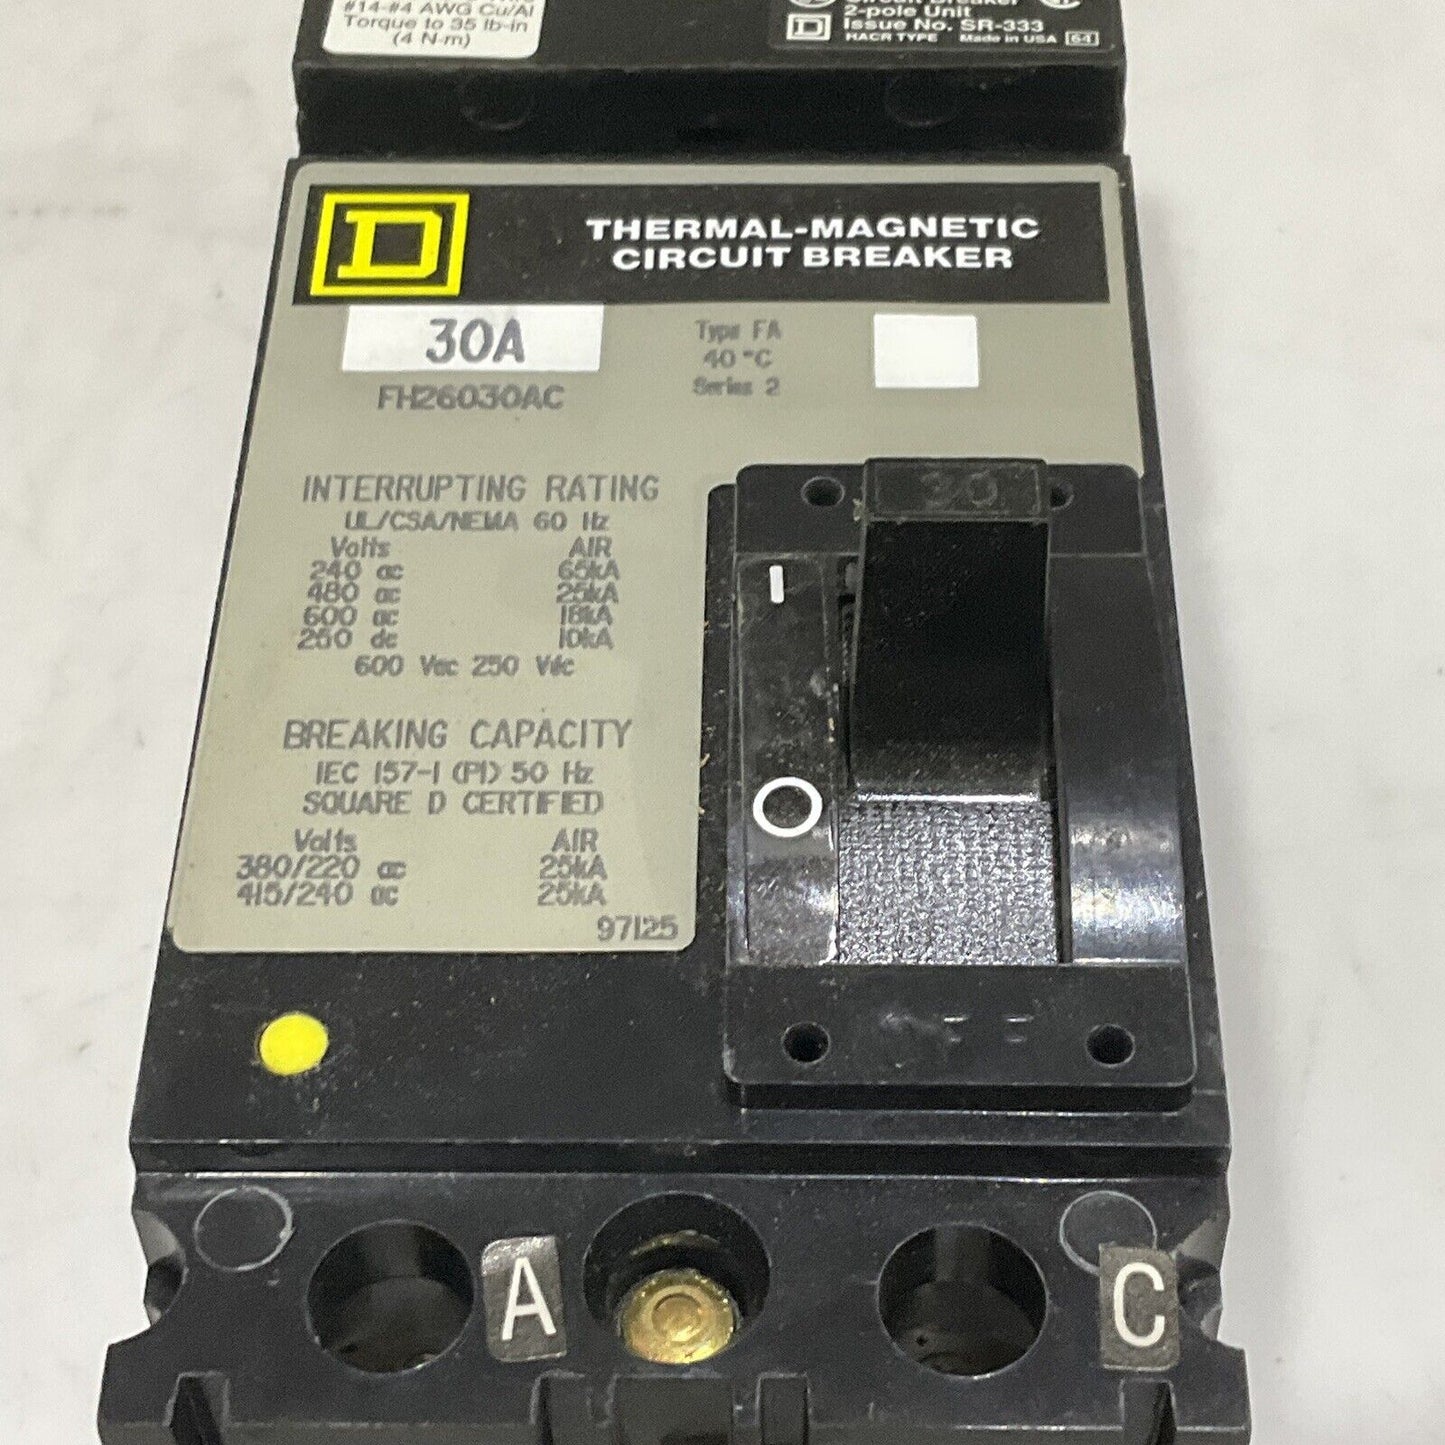 #14-#4 AWG Cu/Al
Torque to 35 lb-in
(4 N-m)
Circuit Breaker
2-pole Unit
Issue No. SR-333
HACR TYPE Made in USA 64
D
THERMAL-MAGNETIC
CIRCUIT BREAKER
30A
FH26030AC
Type FA
40°C
Series 2
INTERRUPTING RATING
UL/CSA/NEMA 60 Hz
Volts AIR
240 ac 65kA
480 ac 25kA
600 ac 18kA
250 dc 10kA
600 Vac 250 Vdc
BREAKING CAPACITY
IEC 157-1 (P1) 50 Hz
SQUARE D CERTIFIED
Volts AIR
380/220 ac 25kA
415/240 ac 25kA
97125
30
I
O
A
C